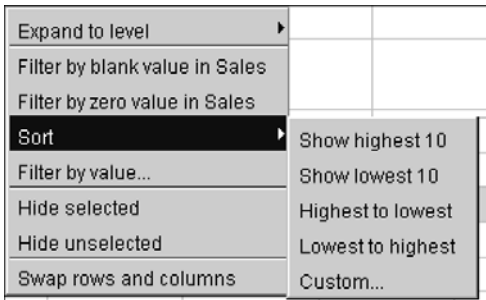 Expand to level
Filter by blank value in Sales
Filter by zero value in Sales
Sort
Filter by value...
Hide selected
Hide unselected
Swap rows and columns
Show highest 10
Show lowest 10
Highest to lowest
Lowest to highest
Custom...